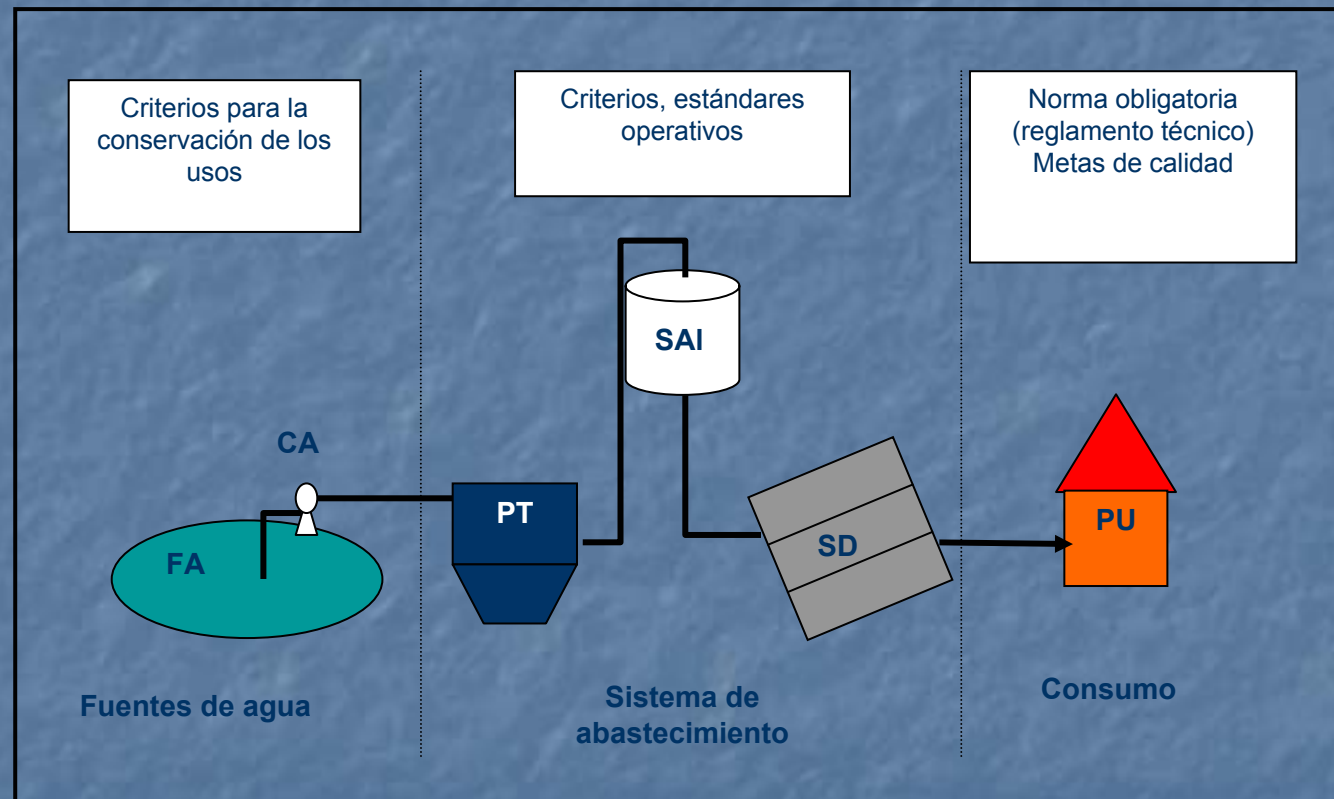 Criterios para la
conservación de los
usos
Criterios, estándares
operativos
Norma obligatoria
(reglamento técnico)
Metas de calidad
SAI
CA
PT
FA
SD
PU
Fuentes de agua
Sistema de
abastecimiento
Consumo